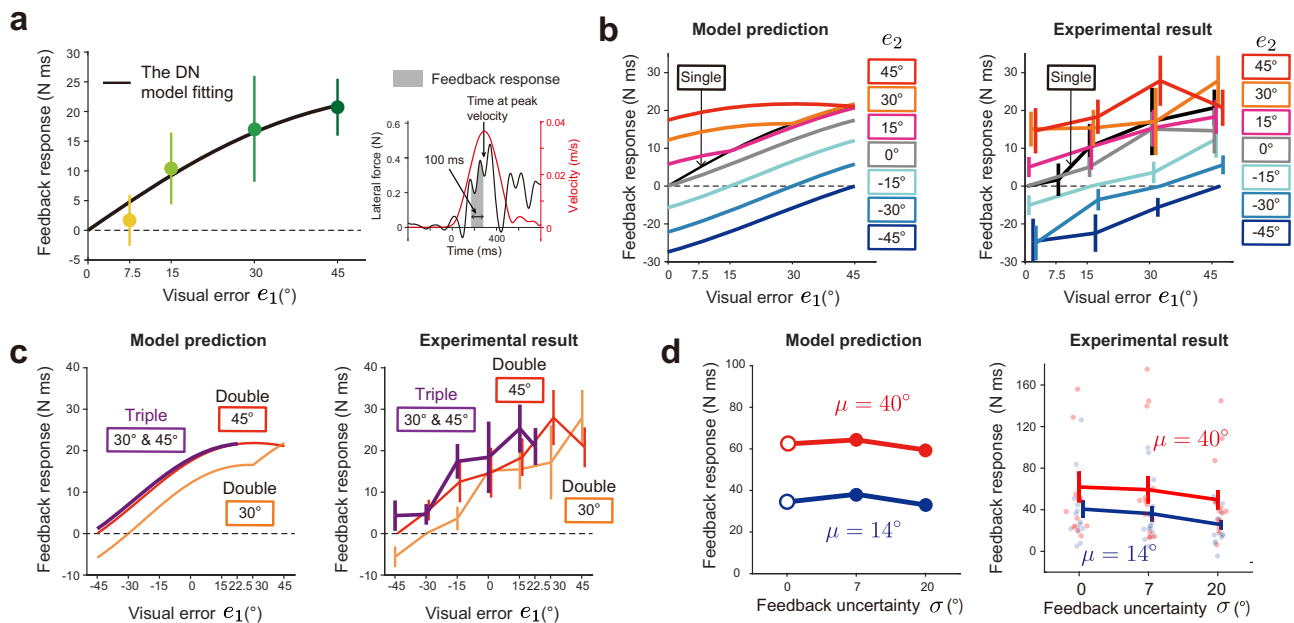 a
Feedback response (N ms)
30
25
20
15
10
5
0
-5
The DN
model fitting
0
7.5
15
30
45
Visual error e1(°)
Feedback response
Time at peak
velocity
100 ms
Lateral force (N)
0.6
0.4
0.2
0
0.04
0.02
0
Velocity (m/s)
0
400
Time (ms)
b
Model prediction
e2
Feedback response (N ms)
30
20
10
0
-10
-20
-30
Single
45°
30°
15°
0°
-15°
-30°
-45°
0
7.5
15
30
45
Visual error e1(°)
Experimental result
e2
Feedback response (N ms)
30
20
10
0
-10
-20
-30
Single
45°
30°
15°
0°
-15°
-30°
-45°
0
7.5
15
30
45
Visual error e1(°)
c
Model prediction
Feedback response (N ms)
40
30
20
10
0
-10
Triple
30° & 45°
Double
45°
Double
30°
-45
-30
-15
0
15
22.5
30
45
Visual error e1(°)
Experimental result
Feedback response (N ms)
40
30
20
10
0
-10
Double
45°
Triple
30° & 45°
Double
30°
-45
-30
-15
0
15
22.5
30
45
Visual error e1(°)
d
Model prediction
Feedback response (N ms)
100
80
60
40
20
0
μ = 40°
μ = 14°
0
7
20
Feedback uncertainty σ(°)
Experimental result
Feedback response (N ms)
160
120
80
40
0
μ = 40°
μ = 14°
0
7
20
Feedback uncertainty σ(°)